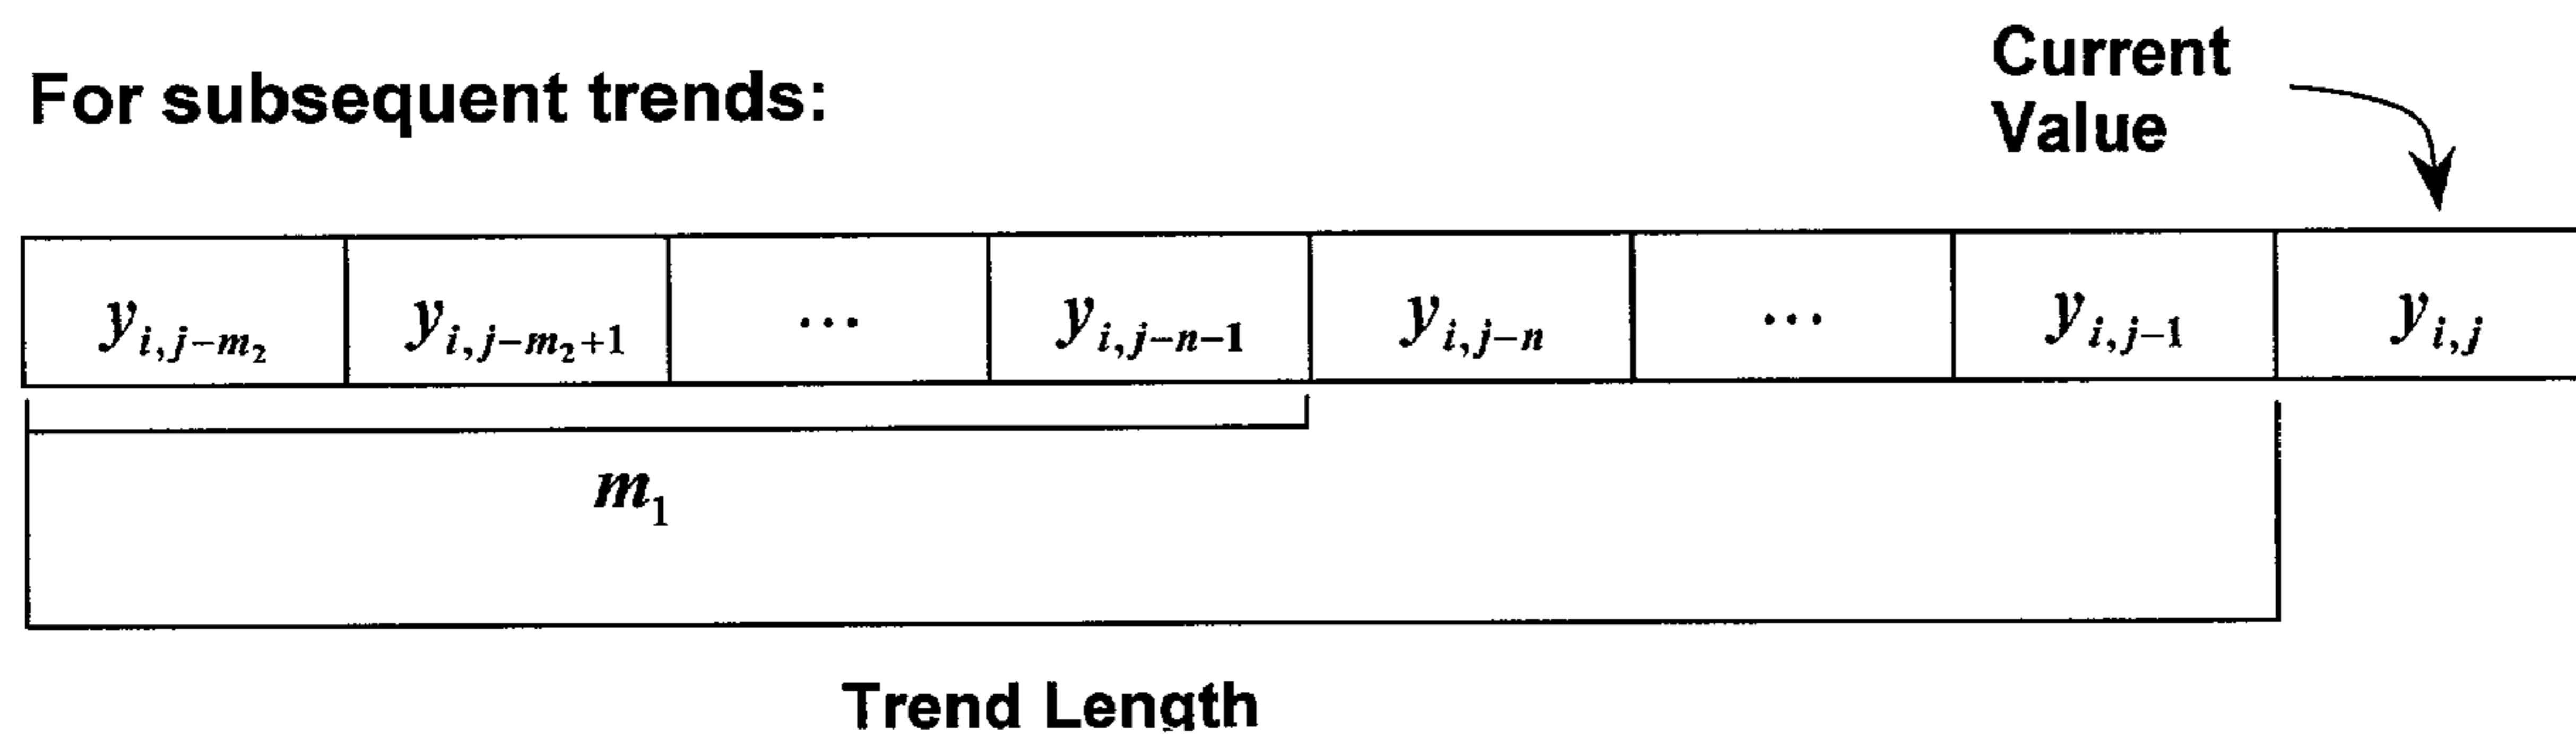 Current
For subsequent trends:
Value
y_{i,j-m_2} y_{i,j-m_2+1} ... y_{i,j-n-1} y_{i,j-n} ... y_{i,j-1} y_{i,j}
m_1
Trend Length